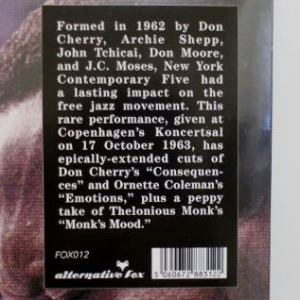 Formed in 1962 by Don
Cherry, Archie Shepp,
John Tchicai, Don Moore,
and J.C. Moses, New York
Contemporary Five had
a lasting impact on the
free jazz movement. This
rare performance, given at
Copenhagen's Koncertsal
on 17 October 1963, has
epically-extended cuts of
Don Cherry's "Consequen-
ces" and Ornette Coleman's
"Emotions," plus a peppy
take of Thelonious Monk's
"Monk's Mood."
FOX012
alternative fox
5 060672 883122